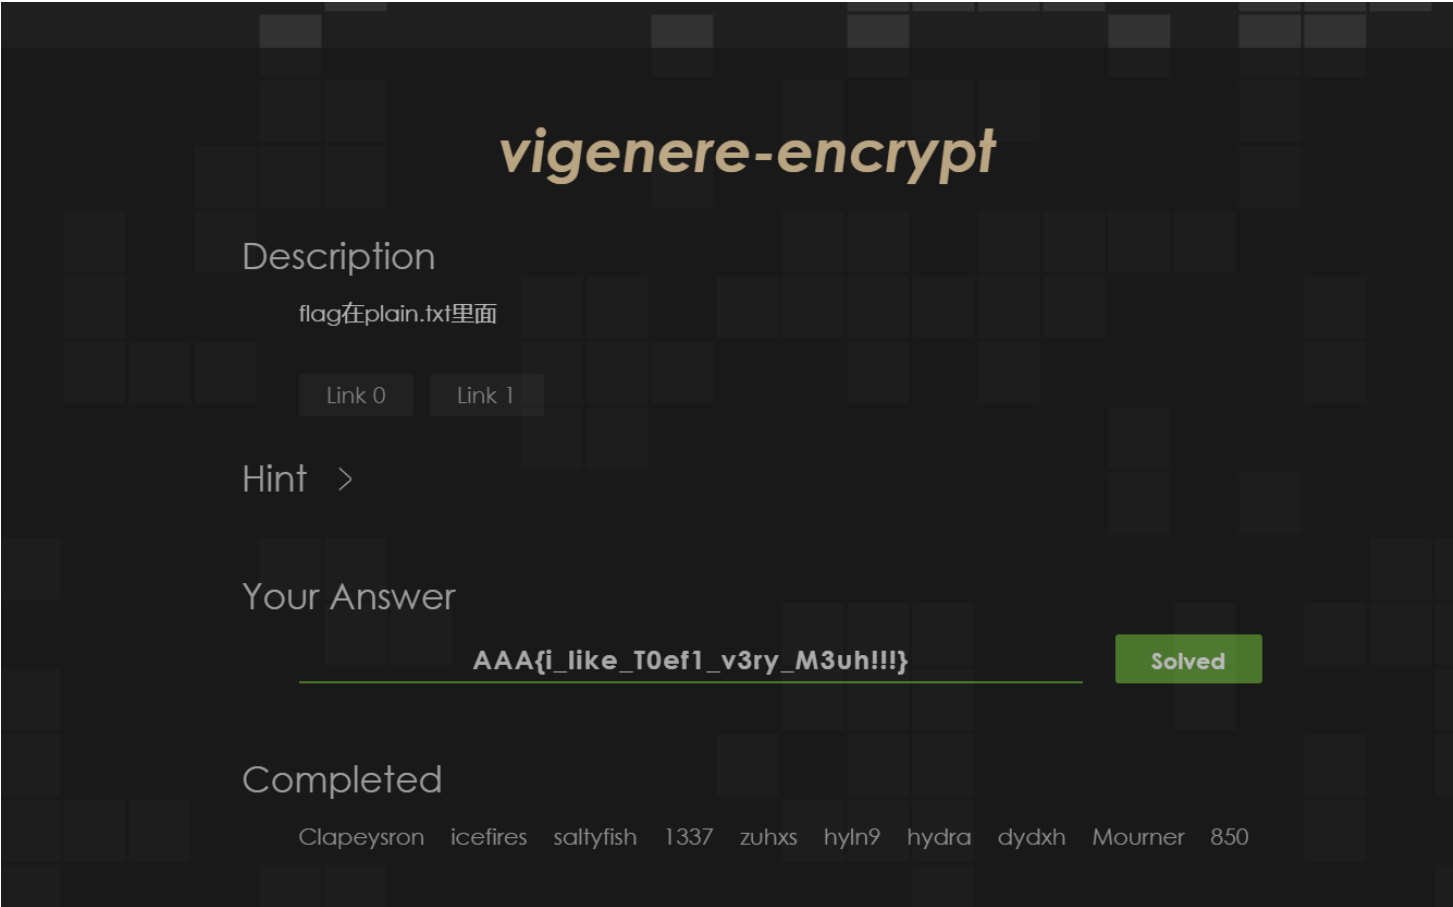 vigenere-encrypt
Description
flag在plain.txt里面
Link 0 Link 1
Hint >
Your Answer
AAA{i_like_T0ef1_v3ry_M3uh!!!} Solved
Completed
Clapeysron icefires saltyfish 1337 zuhxs hyln9 hydra dydxh Mourner 850